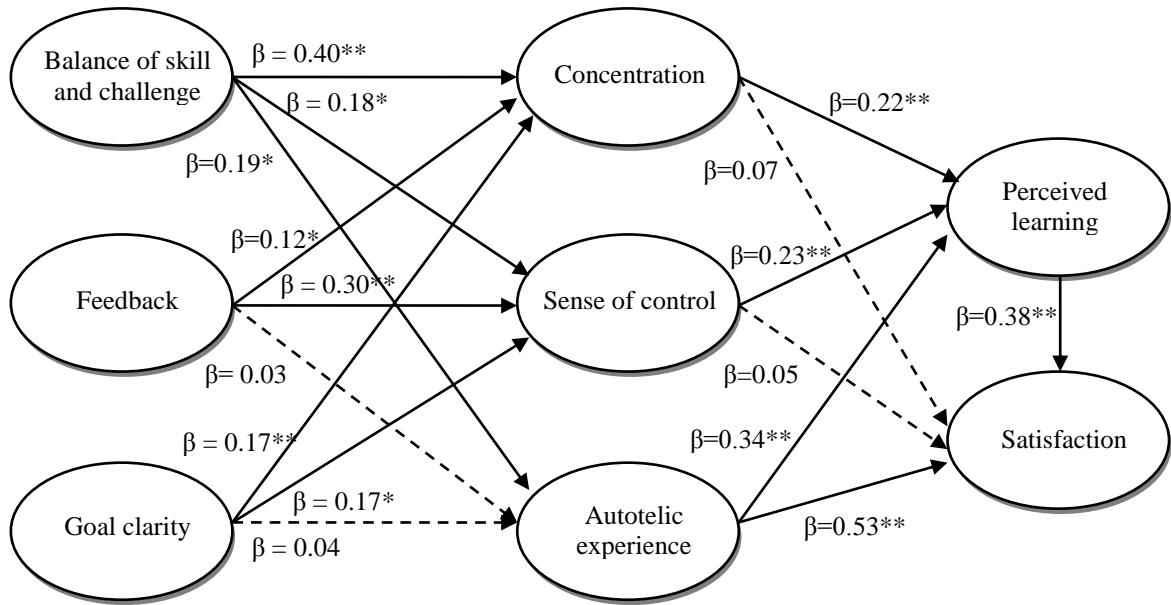 Balance of skill
and challenge
β = 0.40**
β = 0.18*
β=0.19*
Concentration
β=0.22**
β=0.07
Perceived
learning
β=0.12*
β = 0.30**
Feedback
Sense of control
β=0.23**
β= 0.03
β=0.05
β=0.38**
β = 0.17**
β=0.34**
Satisfaction
Goal clarity
β = 0.17*
β = 0.04
Autotelic
experience
β=0.53**